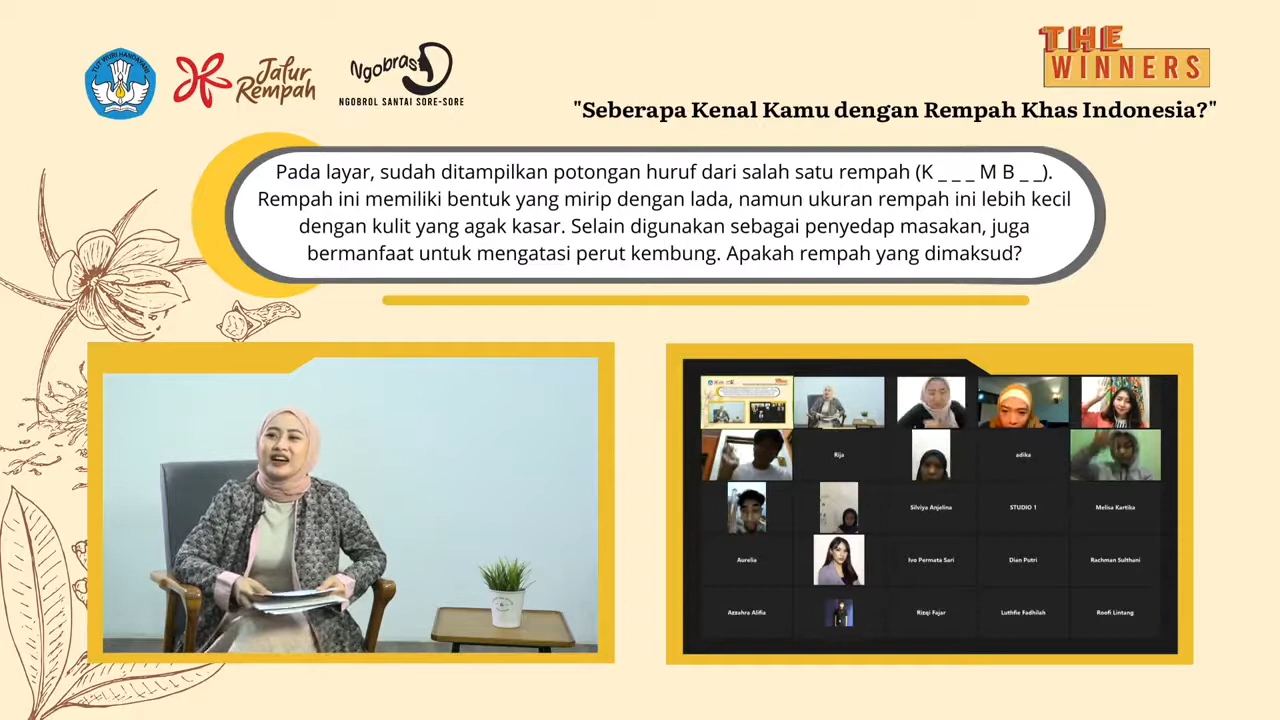 TUT WURI HANDAYANI
Jalur
Rempah
Ngobras
NGOBROL SANTAI SORE-SORE
THE
WINNERS
"Seberapa Kenal Kamu dengan Rempah Khas Indonesia?"
Pada layar, sudah ditampilkan potongan huruf dari salah satu rempah (K _ _ _ M B _ _).
Rempah ini memiliki bentuk yang mirip dengan lada, namun ukuran rempah ini lebih kecil
dengan kulit yang agak kasar. Selain digunakan sebagai penyedap masakan, juga
bermanfaat untuk mengatasi perut kembung. Apakah rempah yang dimaksud?
Rija
adika
Silviya Anjelina
STUDIO 1
Melisa Kartika
Aurelia
Ivo Permata Sari
Dian Putri
Rachman Sulthani
Azzahra Alifia
Rizqi Fajar
Luthfie Fadhilah
Roofi Lintang